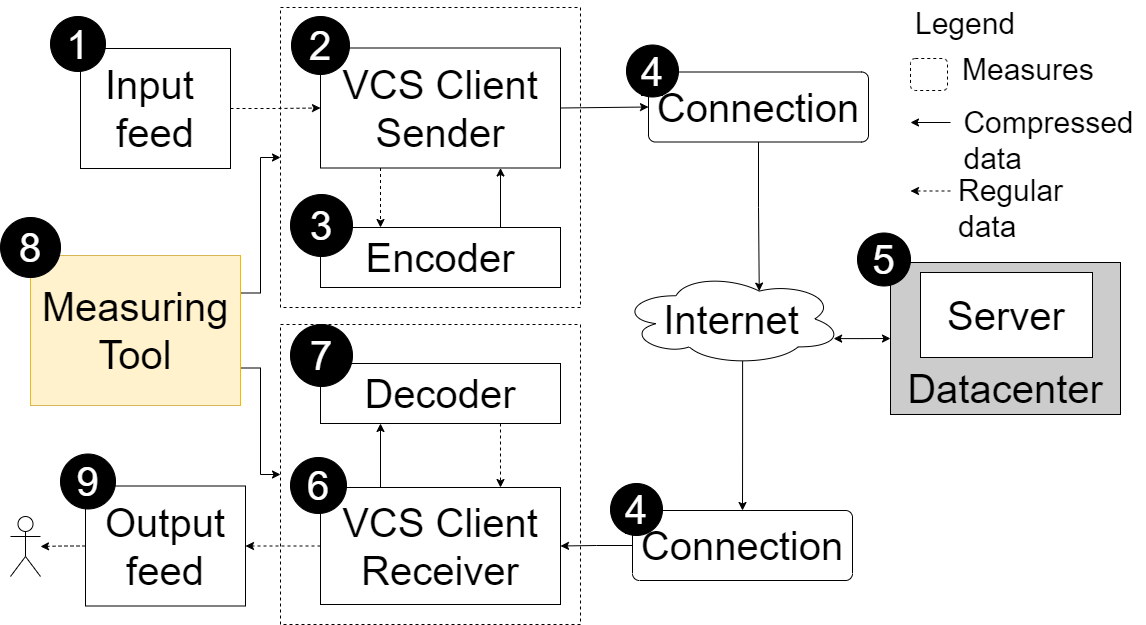 1
Input
feed
2
VCS Client
Sender
3
Encoder
4
Connection
Legend
Measures
Compressed
data
Regular
data
8
Measuring
Tool
Internet
5
Server
Datacenter
7
Decoder
6
VCS Client
Receiver
4
Connection
9
Output
feed